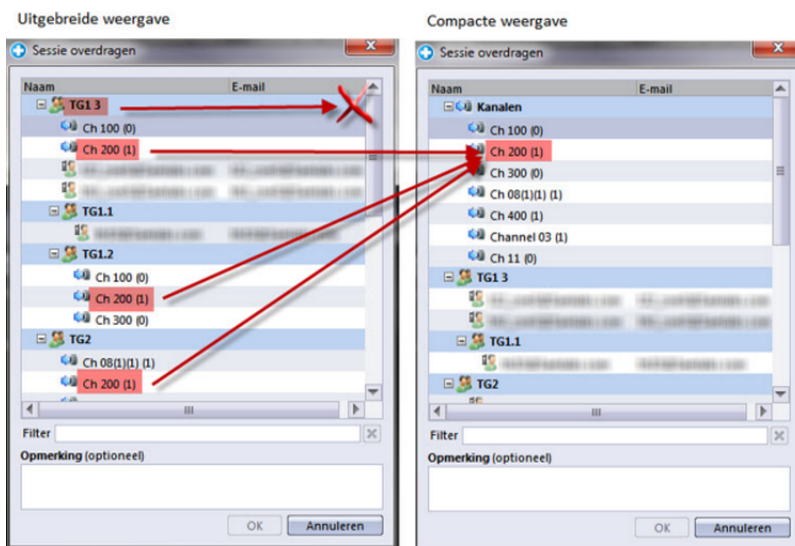 Uitgebreide weergave
Sessie overdragen
Naam E-mail
TG1 3
Ch 100 (0)
Ch 200 (1)
TG1.1
TG1.2
Ch 100 (0)
Ch 200 (1)
Ch 300 (0)
TG2
Ch 08(1)(1) (1)
Ch 200 (1)
Filter
Opmerking (optioneel)
OK Annuleren
Compacte weergave
Sessie overdragen
Naam E-mail
Kanalen
Ch 100 (0)
Ch 200 (1)
Ch 300 (0)
Ch 08(1)(1) (1)
Ch 400 (1)
Channel 03 (1)
Ch 11 (0)
TG1 3
TG1.1
TG2
Filter
Opmerking (optioneel)
OK Annuleren